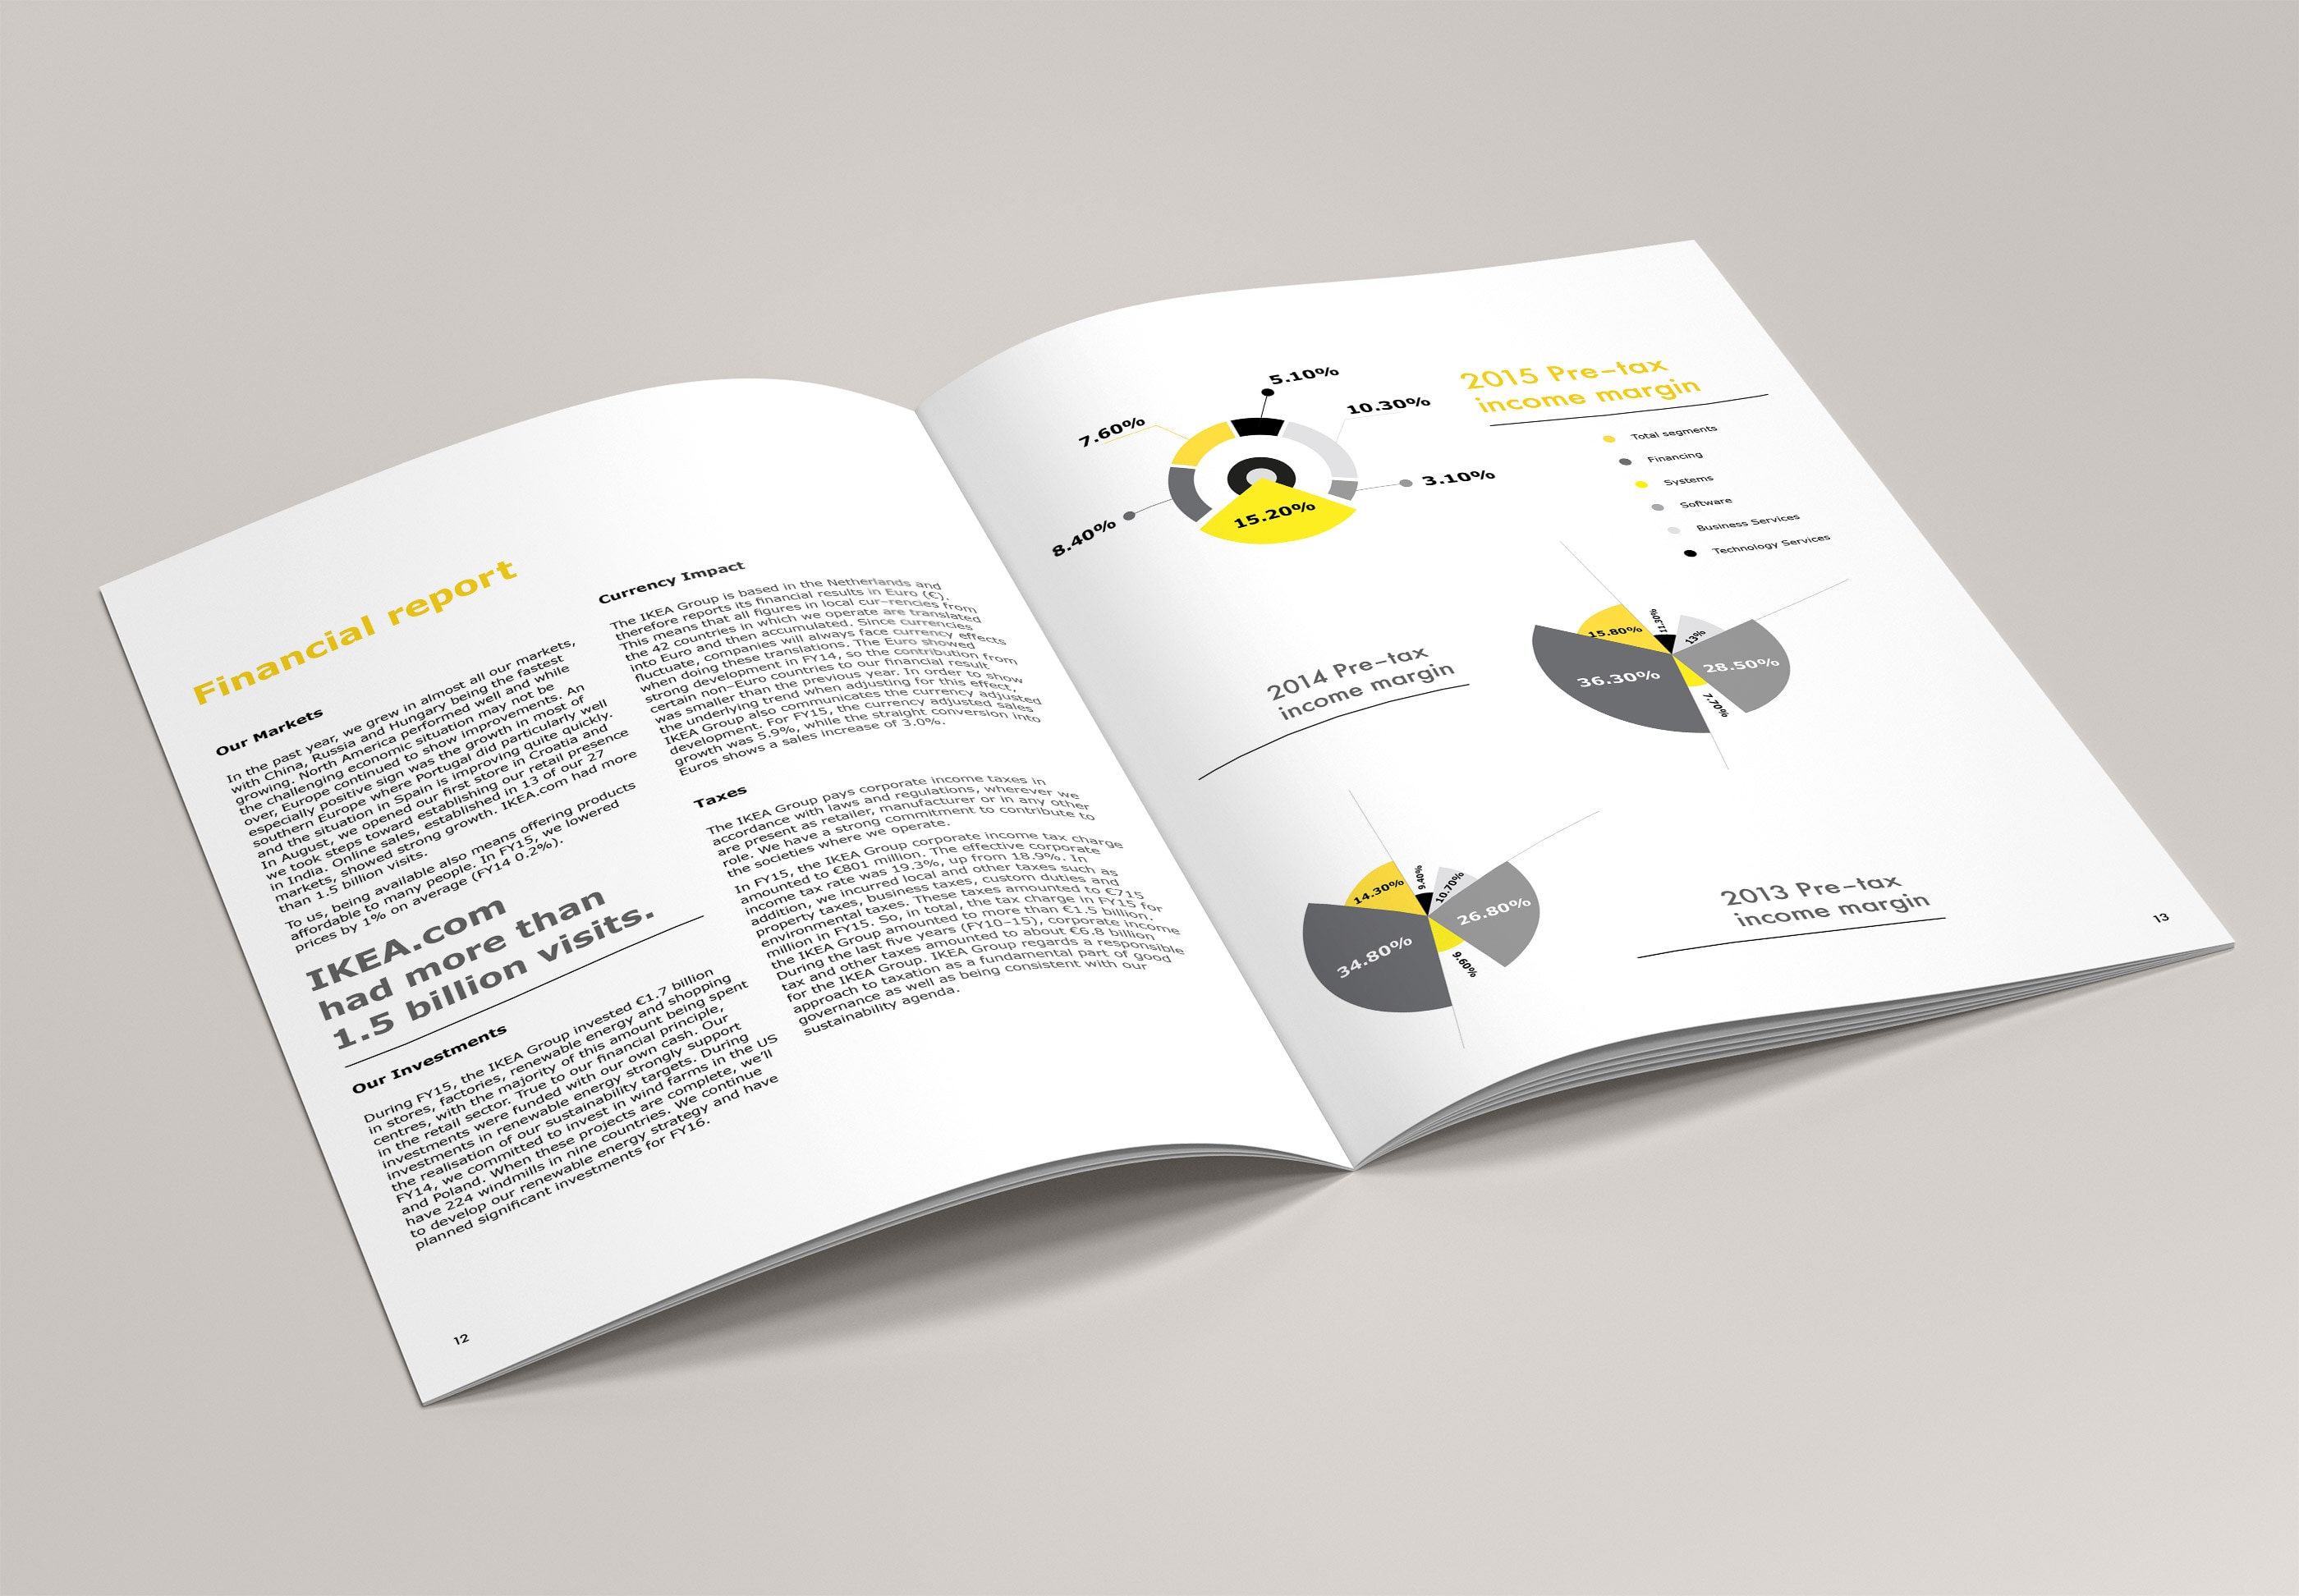 Financial report
Our Markets
In the past year, we grew in almost all our markets,
with China, Russia and Hungary being the fastest
growing. North America performed well and while
the challenging economic situation may not be
over, Europe continued to show improvements. An
especially positive sign was the growth in most of
southern Europe where Portugal did particularly well
and the situation in Spain is improving quite quickly.
In August, we opened our first store in Croatia and
we took steps toward establishing our retail presence
in India. Online sales, established in 13 of our 27
markets, showed strong growth. IKEA.com had more
than 1.5 billion visits.
To us, being available also means offering products
affordable to many people. In FY15, we lowered
prices by 1% on average (FY14 0.2%).
IKEA.com
had more than
1.5 billion visits.
Our Investments
During FY15, the IKEA Group invested €1.7 billion
in stores, factories, renewable energy and shopping
centres, with the majority of this amount being spent
in the retail sector. True to our financial principle,
investments were funded with our own cash. Our
investments in renewable energy strongly support
the realisation of our sustainability targets. During
FY14, we committed to invest in wind farms in the US
and Poland. When these projects are complete, we'll
have 224 windmills in nine countries. We continue
to develop our renewable energy strategy and have
planned significant investments for FY16.
12
Currency Impact
The IKEA Group is based in the Netherlands and
therefore reports its financial results in Euro (€).
This means that all figures in local cur-rencies from
the 42 countries in which we operate are translated
into Euro and then accumulated. Since currencies
fluctuate, companies will always face currency effects
when doing these translations. The Euro showed
strong development in FY14, so the contribution from
certain non-Euro countries to our financial result
was smaller than the previous year. In order to show
the underlying trend when adjusting for this effect,
IKEA Group also communicates the currency adjusted
development. For FY15, the currency adjusted sales
growth was 5.9%, while the straight conversion into
Euros shows a sales increase of 3.0%.
Taxes
The IKEA Group pays corporate income taxes in
accordance with laws and regulations, wherever we
are present as retailer, manufacturer or in any other
role. We have a strong commitment to contribute to
the societies where we operate.
In FY15, the IKEA Group corporate income tax charge
amounted to €801 million. The effective corporate
income tax rate was 19.3%, up from 18.9%. In
addition, we incurred local and other taxes such as
property taxes, business taxes, custom duties and
environmental taxes. These taxes amounted to €715
million in FY15. So, in total, the tax charge in FY15 for
the IKEA Group amounted to more than €1.5 billion.
During the last five years (FY10-15), corporate income
tax and other taxes amounted to about €6.8 billion
for the IKEA Group. IKEA Group regards a responsible
approach to taxation as a fundamental part of good
governance as well as being consistent with our
sustainability agenda.
5.10%
10.30%
7.60%
3.10%
8.40%
15.20%
2015 Pre-tax
income margin
Total segments
Financing
Systems
Software
Business Services
Technology Services
2014 Pre-tax
income margin
15.80%
11.30%
13%
28.50%
36.30%
7.70%
14.30%
9.40%
10.70%
26.80%
34.80%
9.60%
2013 Pre-tax
income margin
13